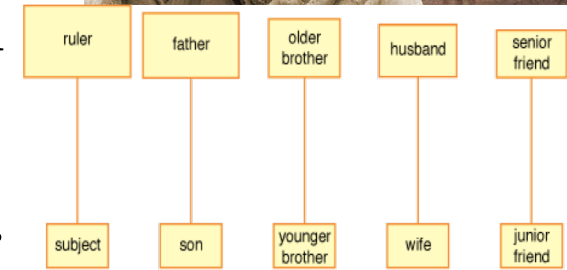 ruler
father
older
brother
husband
senior
friend
subject
son
younger
brother
wife
junior
friend